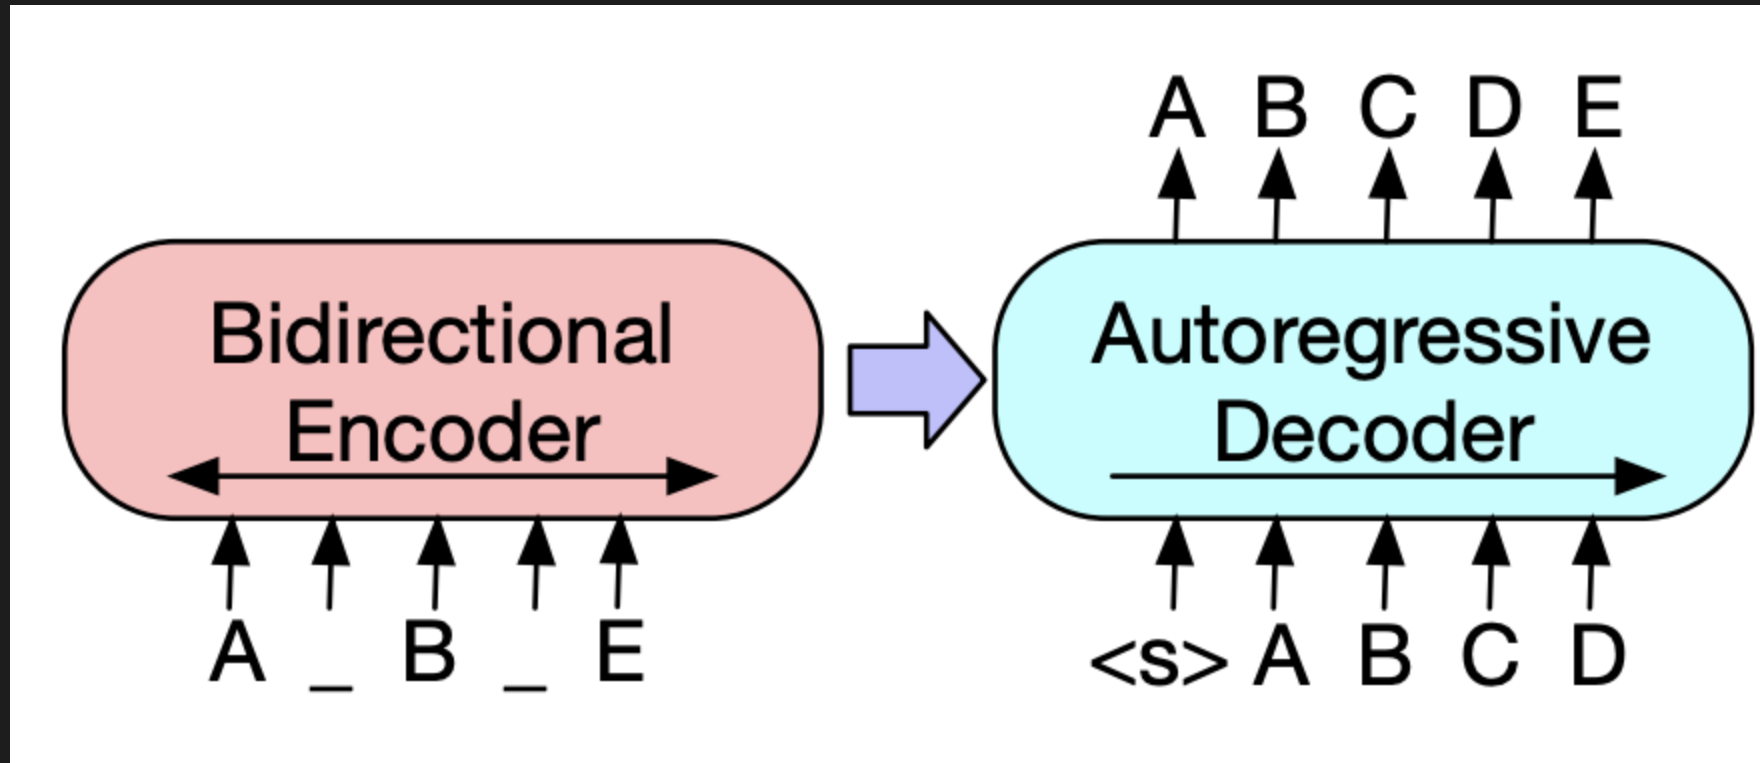 A B C D E
Bidirectional
Encoder
Autoregressive
Decoder
A _ B _ E
<s> A B C D